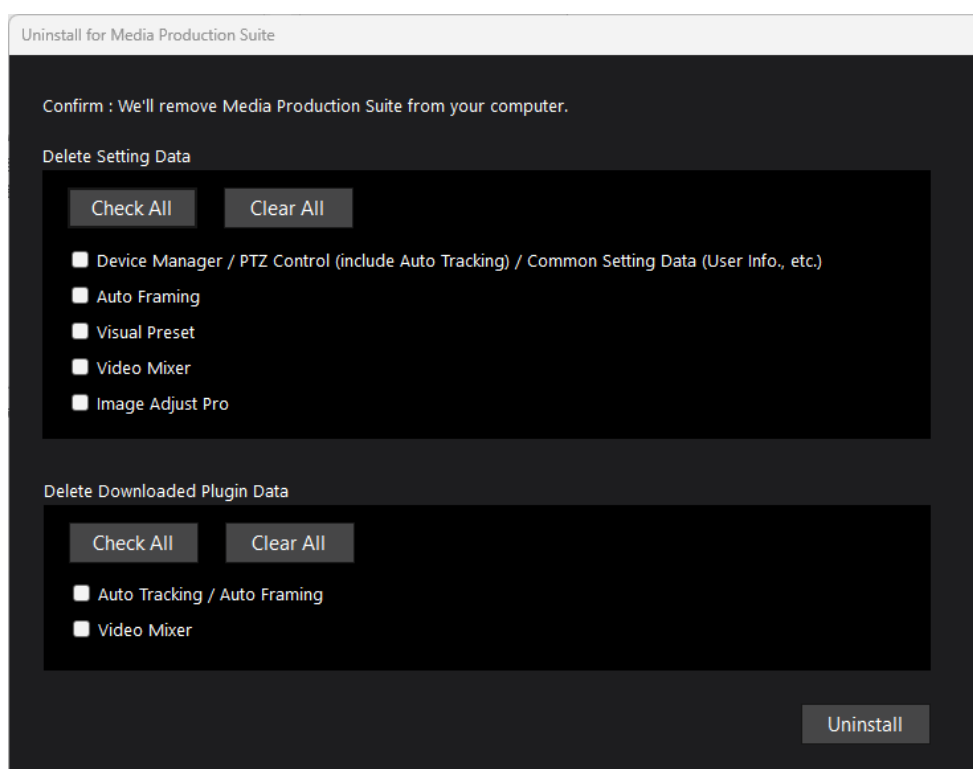 Uninstall for Media Production Suite
Confirm : We'll remove Media Production Suite from your computer.
Delete Setting Data
Check All Clear All
Device Manager / PTZ Control (include Auto Tracking) / Common Setting Data (User Info., etc.)
Auto Framing
Visual Preset
Video Mixer
Image Adjust Pro
Delete Downloaded Plugin Data
Check All Clear All
Auto Tracking / Auto Framing
Video Mixer
Uninstall